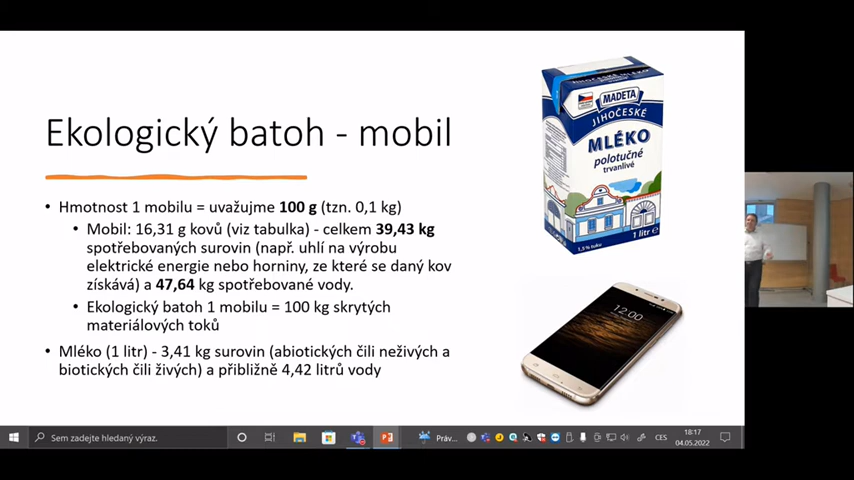 Ekologický batoh - mobil
• Hmotnost 1 mobilu = uvažujme 100 g (tzn. 0,1 kg)
• Mobil: 16,31 g kovů (viz tabulka) - celkem 39,43 kg
spotřebovaných surovin (např. uhlí na výrobu
elektrické energie nebo horniny, ze které se daný kov
získává) a 47,64 kg spotřebované vody.
• Ekologický batoh 1 mobilu = 100 kg skrytých
materiálových toků
• Mléko (1 litr) - 3,41 kg surovin (abiotických čili neživých a
biotických čili živých) a přibližně 4,42 litrů vody
MADETA
JIHOČESKÉ
MLÉKO
polotučné
trvanlivé
1,5% tuku
1 litr
12:00
Sem zadejte hledaný výraz.
Práv...
CES
18:17
04.05.2022